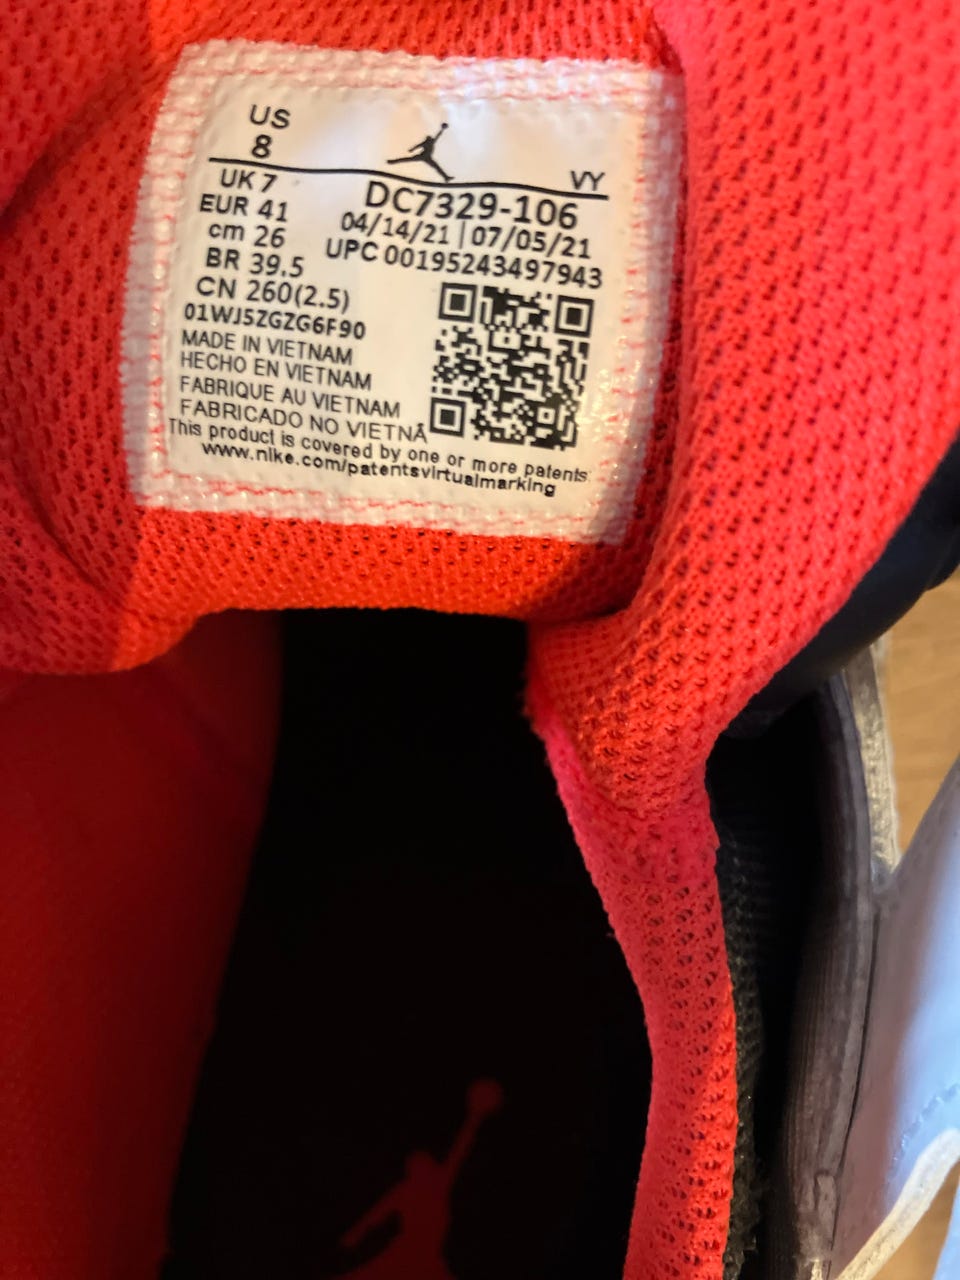 US
8
VY
UK 7
EUR 41
cm 26
BR 39.5
CN 260(2.5)
01WJ5ZGZG6F90
DC7329-106
04/14/21 | 07/05/21
UPC 00195243497943
MADE IN VIETNAM
HECHO EN VIETNAM
FABRIQUE AU VIETNAM
FABRICADO NO VIETNÃ
This product is covered by one or more patents:
www.nike.com/patentsvirtualmarking